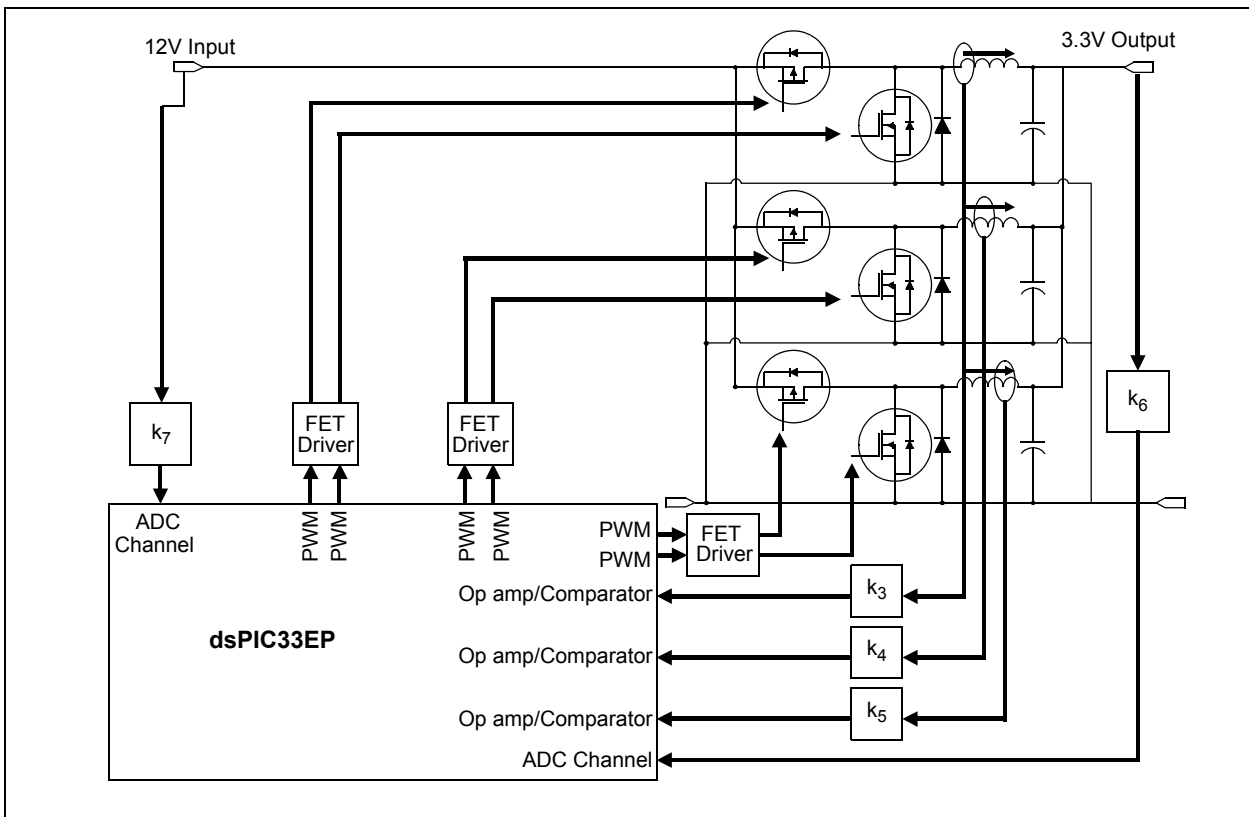 12V Input
3.3V Output
k7
FET
Driver
FET
Driver
k6
ADC
Channel
PWM
PWM
PWM
PWM
PWM
PWM
FET
Driver
Op amp/Comparator
k3
dsPIC33EP
Op amp/Comparator
k4
Op amp/Comparator
k5
ADC Channel